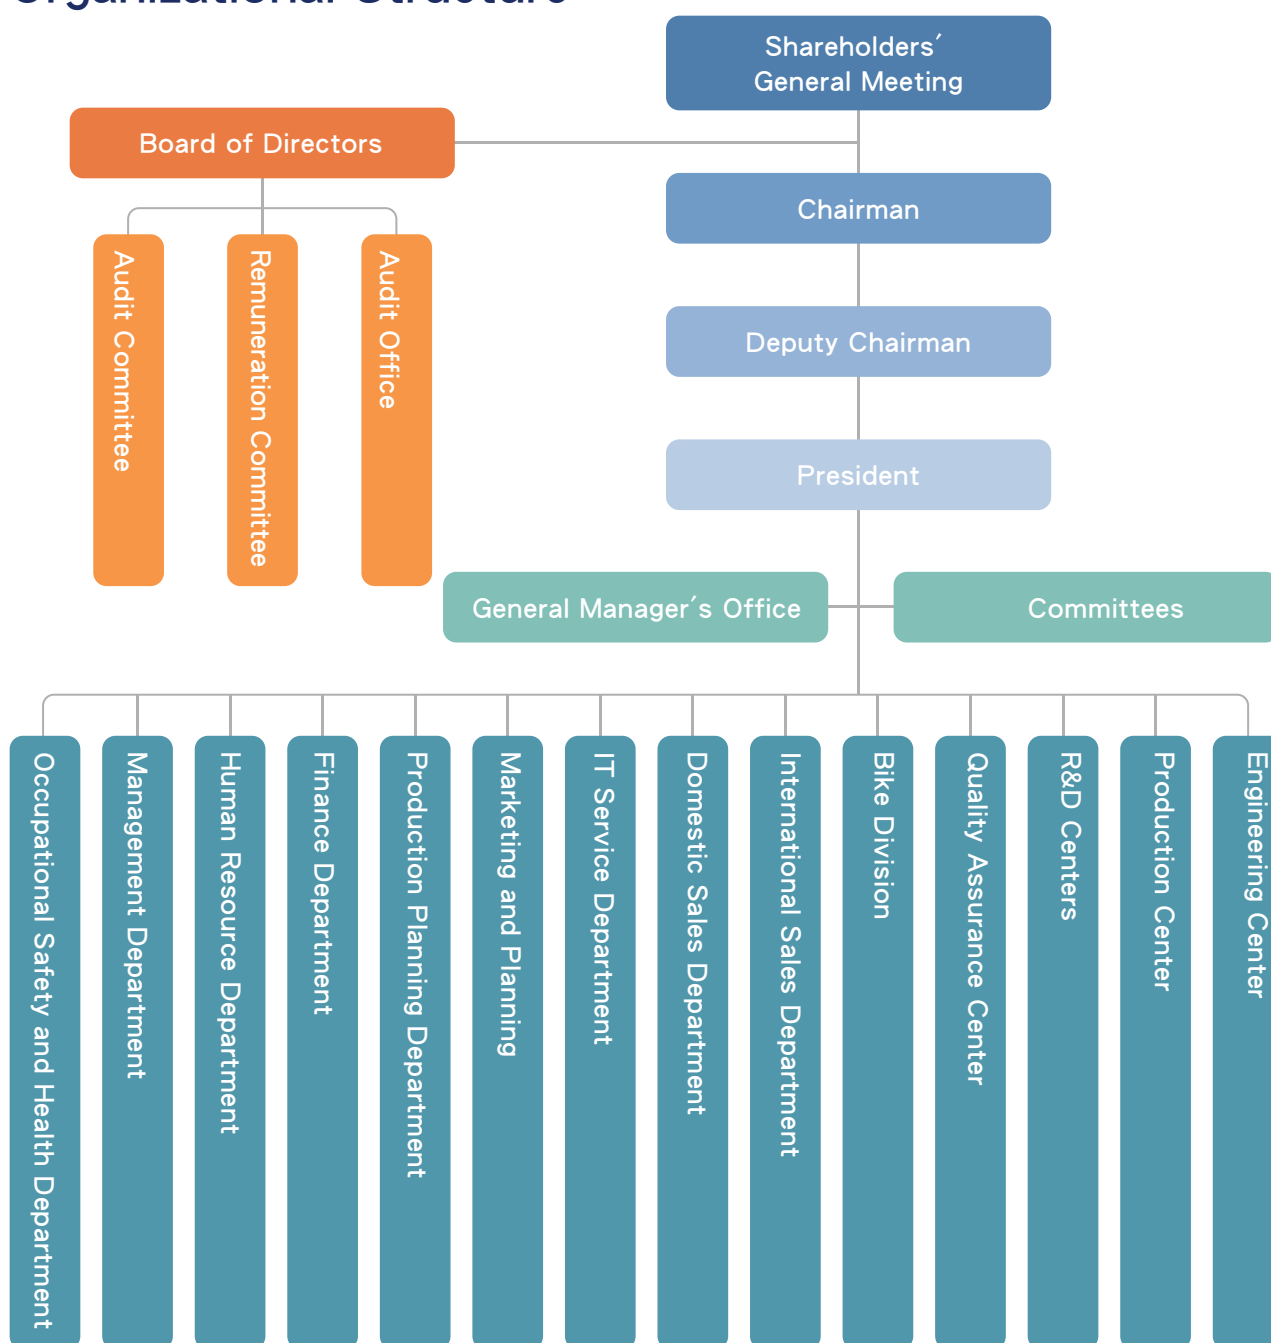 Organizational Structure
Shareholders´
General Meeting
Board of Directors
Chairman
Audit Committee
Remuneration Committee
Audit Office
Deputy Chairman
President
General Manager´s Office
Committees
Occupational Safety and Health Department
Management Department
Human Resource Department
Finance Department
Production Planning Department
Marketing and Planning
IT Service Department
Domestic Sales Department
International Sales Department
Bike Division
Quality Assurance Center
R&D Centers
Production Center
Engineering Center